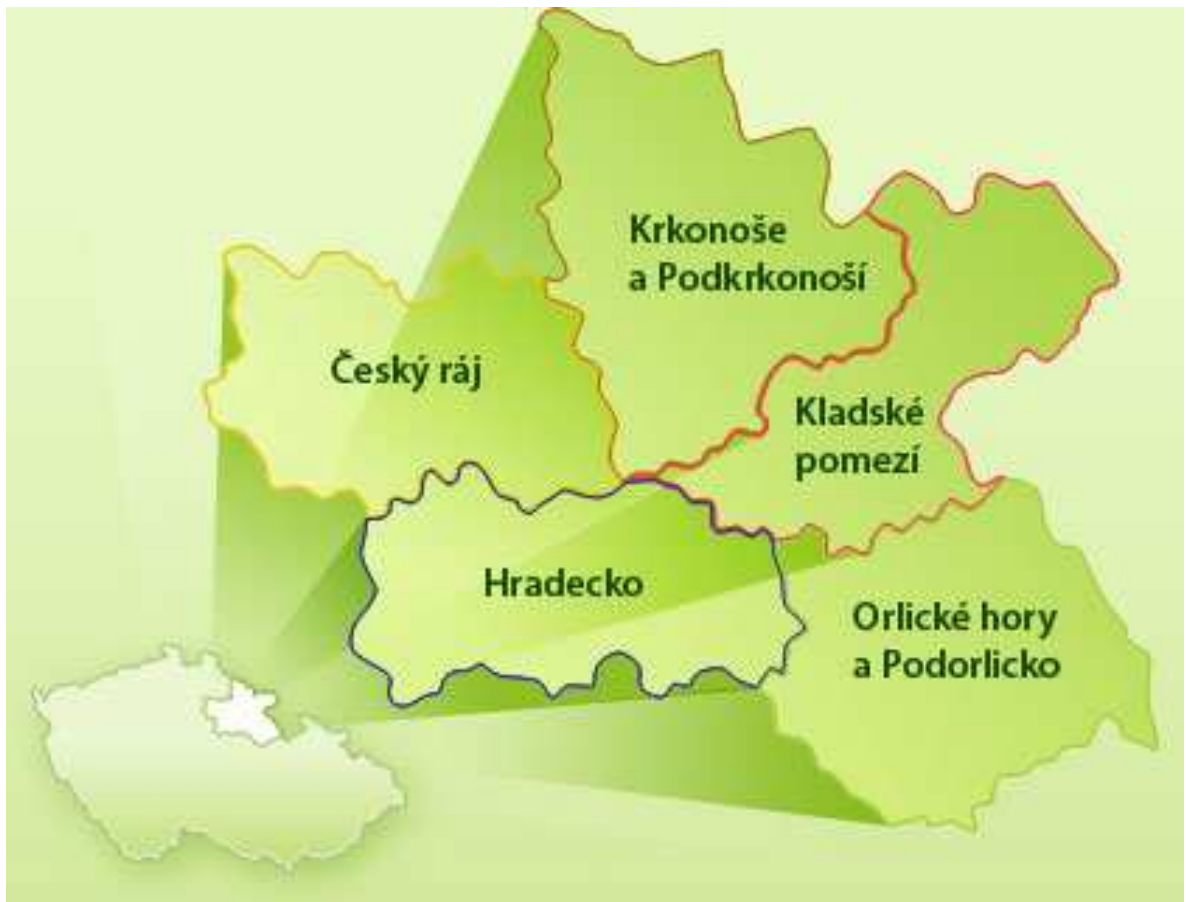 Krkonoše
a Podkrkonoší
Český ráj
Kladské
pomezí
Hradecko
Orlické hory
a Podorlicko